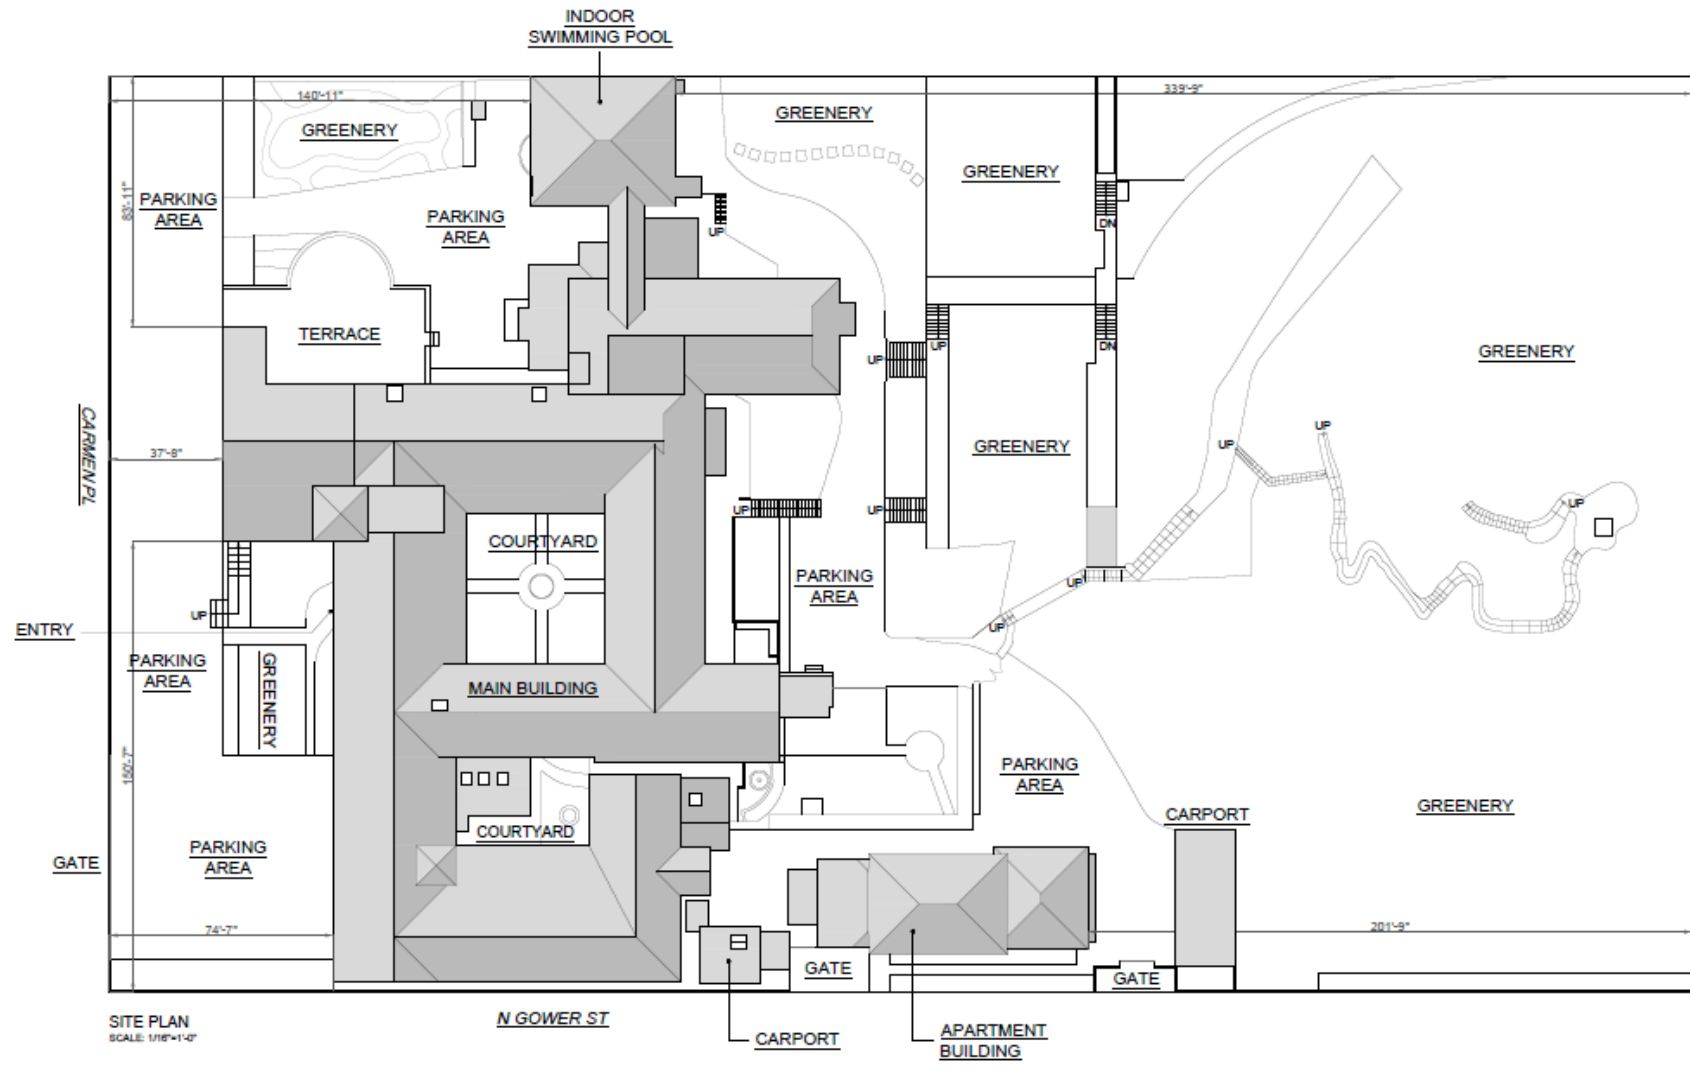 INDOOR
SWIMMING POOL
140'-11"
339'-9"
GREENERY
GREENERY
GREENERY
83'-11"
PARKING
AREA
PARKING
AREA
UP
DN
TERRACE
UP
UP
DN
GREENERY
CARMEN PL
37'-8"
GREENERY
UP
UP
UP
UP
UP
COURTYARD
PARKING
AREA
UP
UP
UP
ENTRY
PARKING
AREA
GREENERY
MAIN BUILDING
150'-7"
PARKING
AREA
GREENERY
CARPORT
COURTYARD
PARKING
AREA
GATE
74'-7"
201'-9"
GATE
GATE
SITE PLAN
SCALE: 1/16"=1'-0"
N GOWER ST
CARPORT
APARTMENT
BUILDING